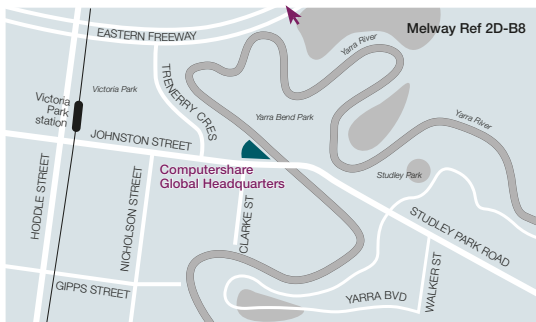 EASTERN FREEWAY
Melway Ref 2D-B8
Yarra River
Victoria Park
TRENERRY CRES
Victoria
Park
station
Yarra Bend Park
Yarra River
JOHNSTON STREET
Computershare
Global Headquarters
Studley Park
HODDLE STREET
NICHOLSON STREET
CLARKE ST
STUDLEY PARK ROAD
GIPPS STREET
YARRA BVD
WALKER ST